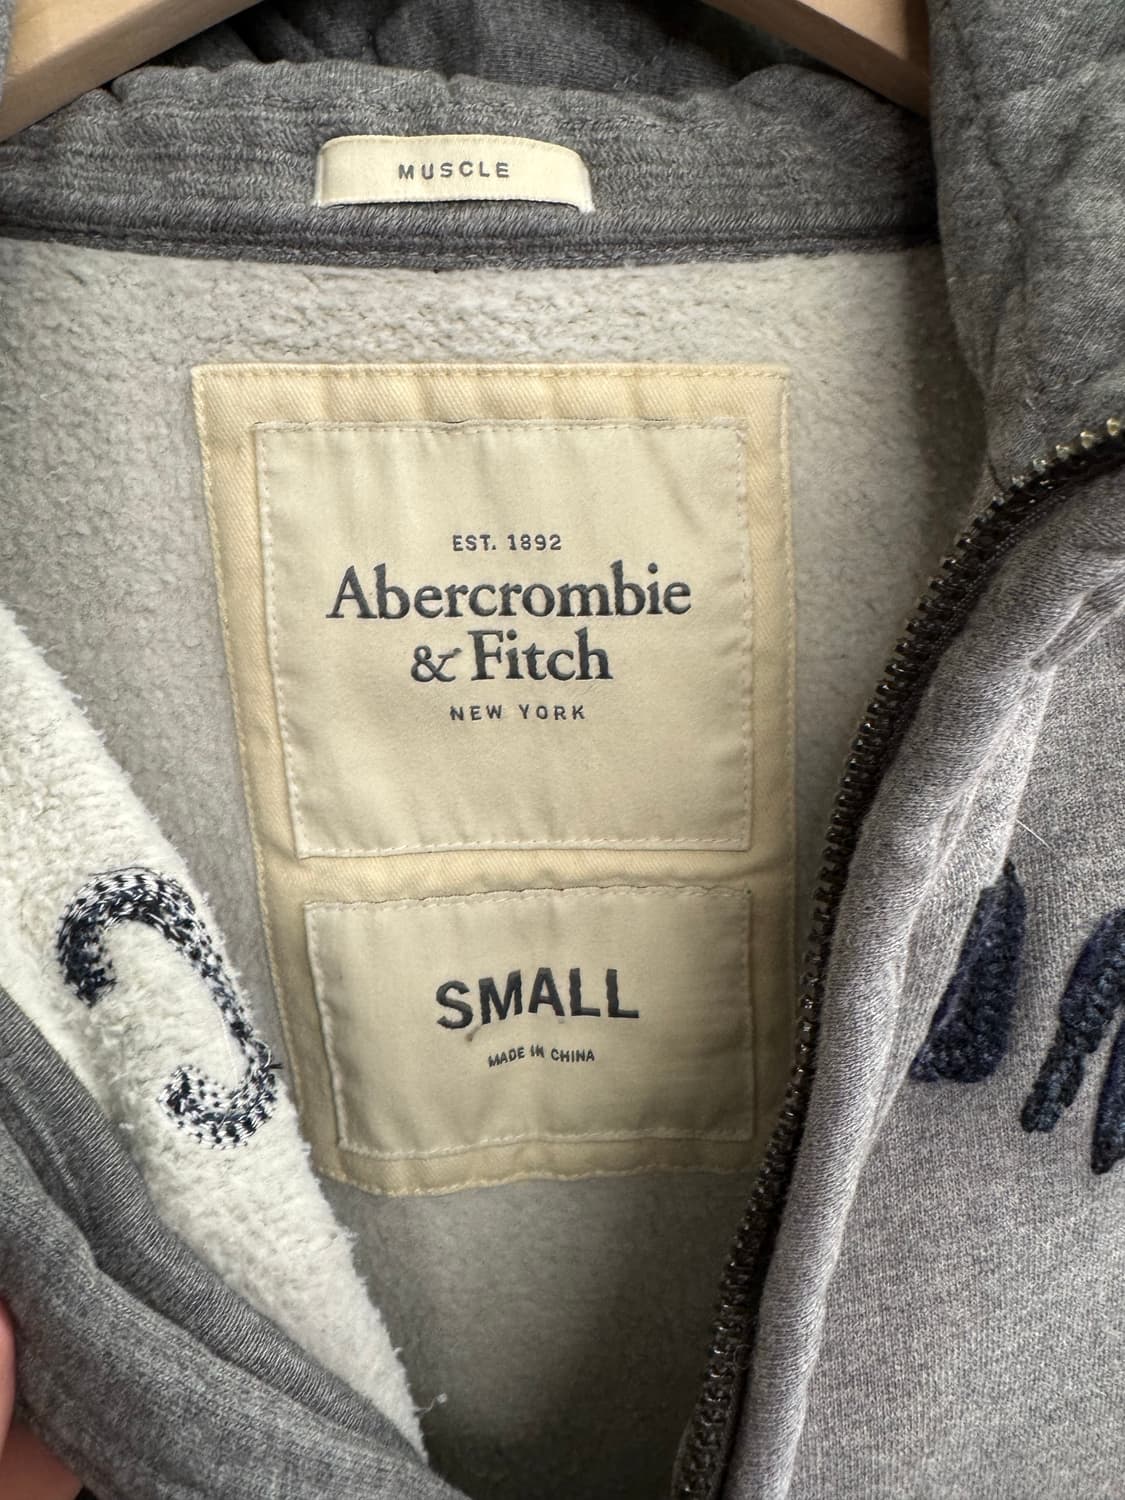 MUSCLE
EST. 1892
Abercrombie
& Fitch
NEW YORK
SMALL
MADE IN CHINA